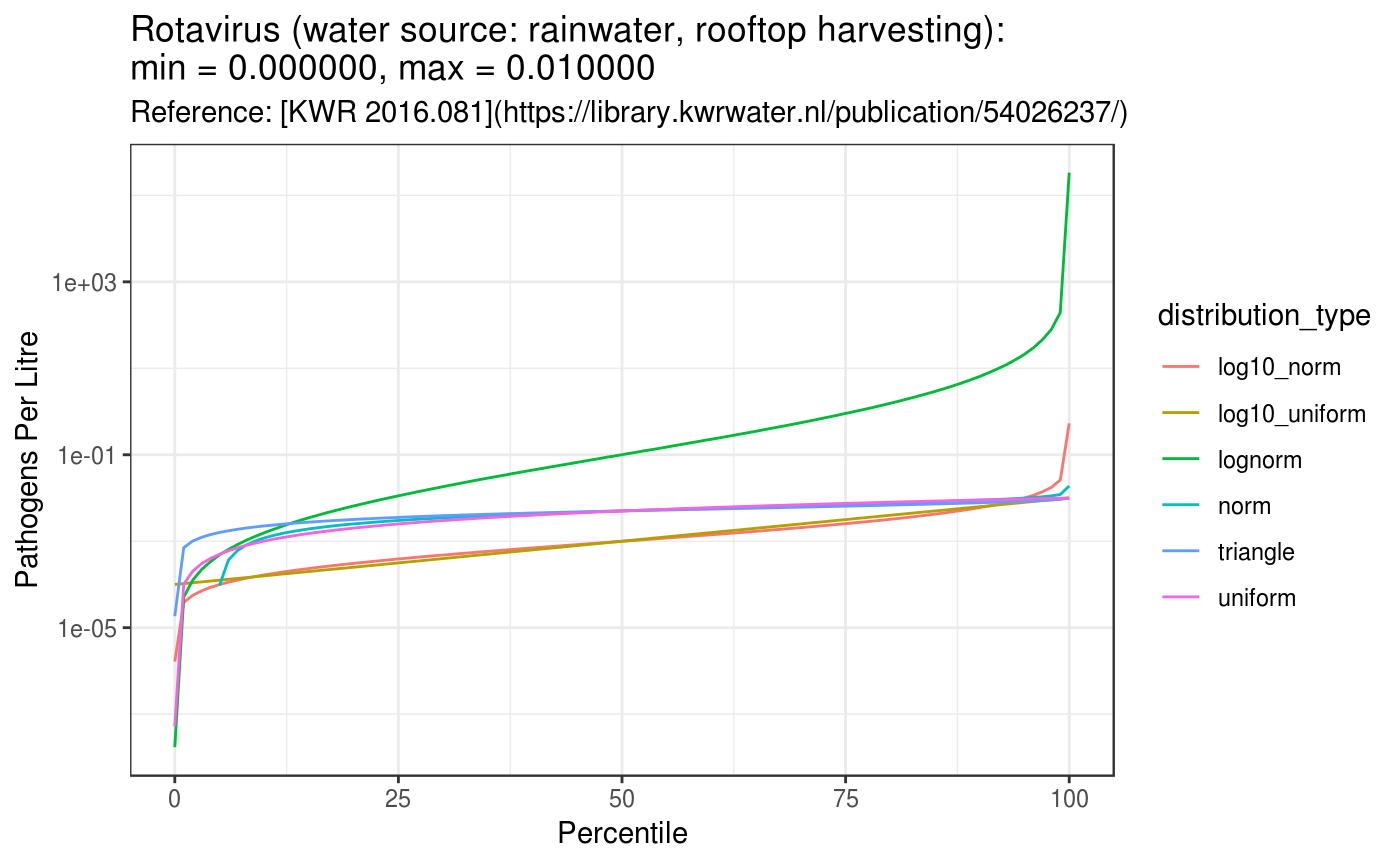 Rotavirus (water source: rainwater, rooftop harvesting):
min = 0.000000, max = 0.010000
Reference: [KWR 2016.081](https://library.kwrwater.nl/publication/54026237/)
Pathogens Per Litre
1e+03
1e-01
1e-05
0
25
50
75
100
Percentile
distribution_type
log10_norm
log10_uniform
lognorm
norm
triangle
uniform